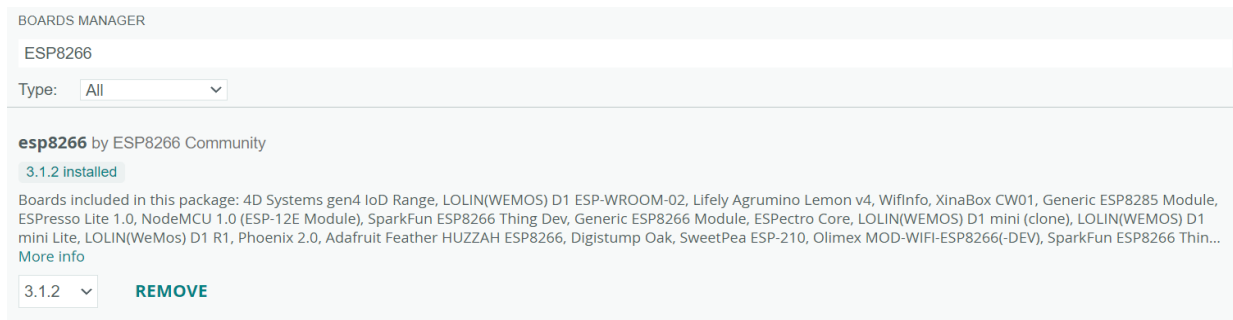 BOARDS MANAGER
ESP8266
Type: All
esp8266 by ESP8266 Community
3.1.2 installed
Boards included in this package: 4D Systems gen4 IoD Range, LOLIN(WEMOS) D1 ESP-WROOM-02, Lifely Agrumino Lemon v4, WifInfo, XinaBox CW01, Generic ESP8285 Module,
ESPresso Lite 1.0, NodeMCU 1.0 (ESP-12E Module), SparkFun ESP8266 Thing Dev, Generic ESP8266 Module, ESPectro Core, LOLIN(WEMOS) D1 mini (clone), LOLIN(WEMOS) D1
mini Lite, LOLIN(WeMos) D1 R1, Phoenix 2.0, Adafruit Feather HUZZAH ESP8266, Digistump Oak, SweetPea ESP-210, Olimex MOD-WIFI-ESP8266(-DEV), SparkFun ESP8266 Thin...
More info
3.1.2 REMOVE